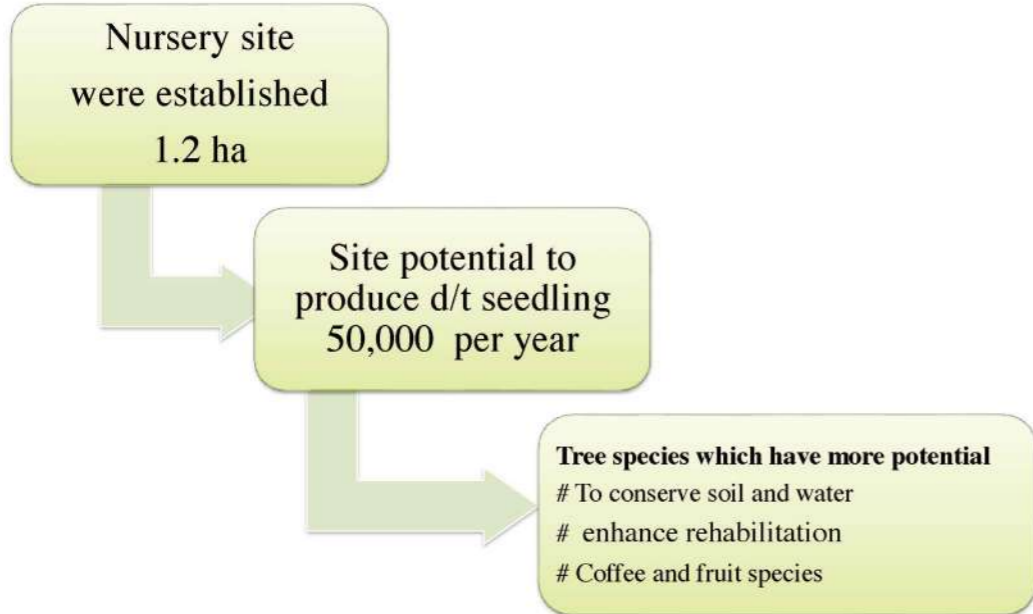 Nursery site
were established
1.2 ha
Site potential to
produce d/t seedling
50,000 per year
Tree species which have more potential
# To conserve soil and water
# enhance rehabilitation
# Coffee and fruit species